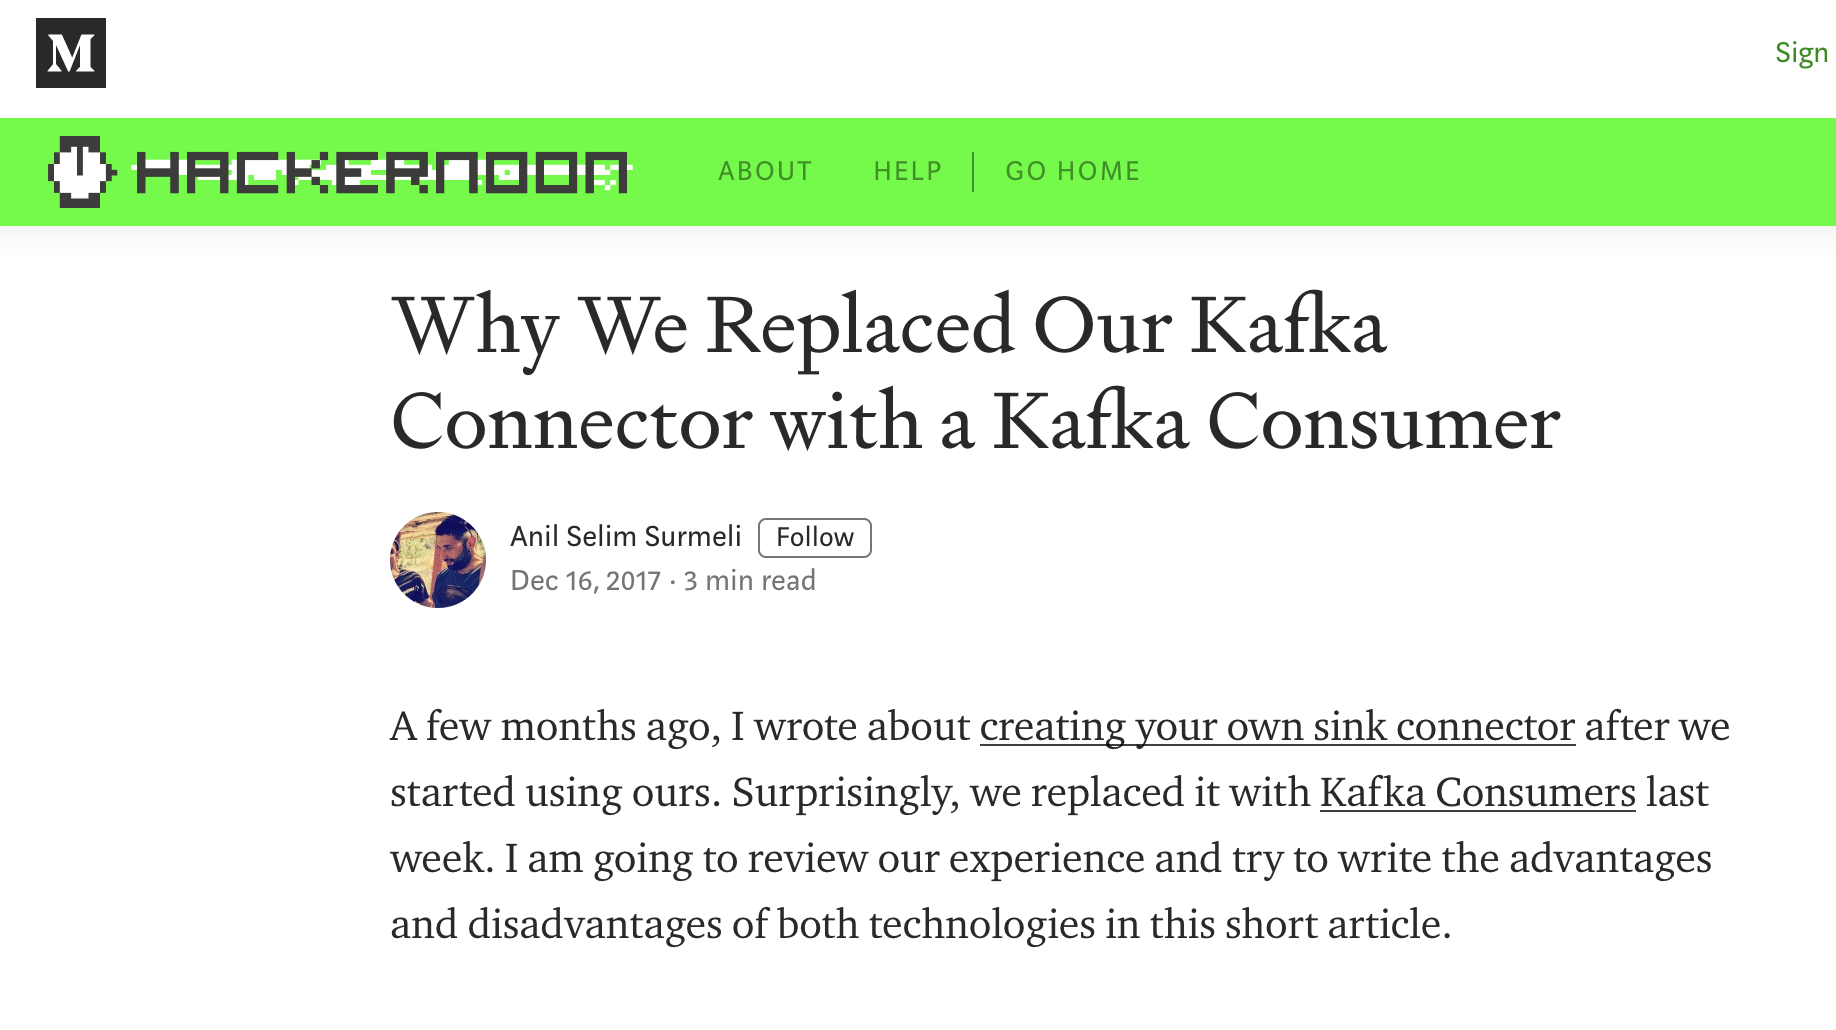 M
Sign
HACKERNOON
ABOUT HELP GO HOME
Why We Replaced Our Kafka
Connector with a Kafka Consumer
Anil Selim Surmeli Follow
Dec 16, 2017 · 3 min read
A few months ago, I wrote about creating your own sink connector after we
started using ours. Surprisingly, we replaced it with Kafka Consumers last
week. I am going to review our experience and try to write the advantages
and disadvantages of both technologies in this short article.